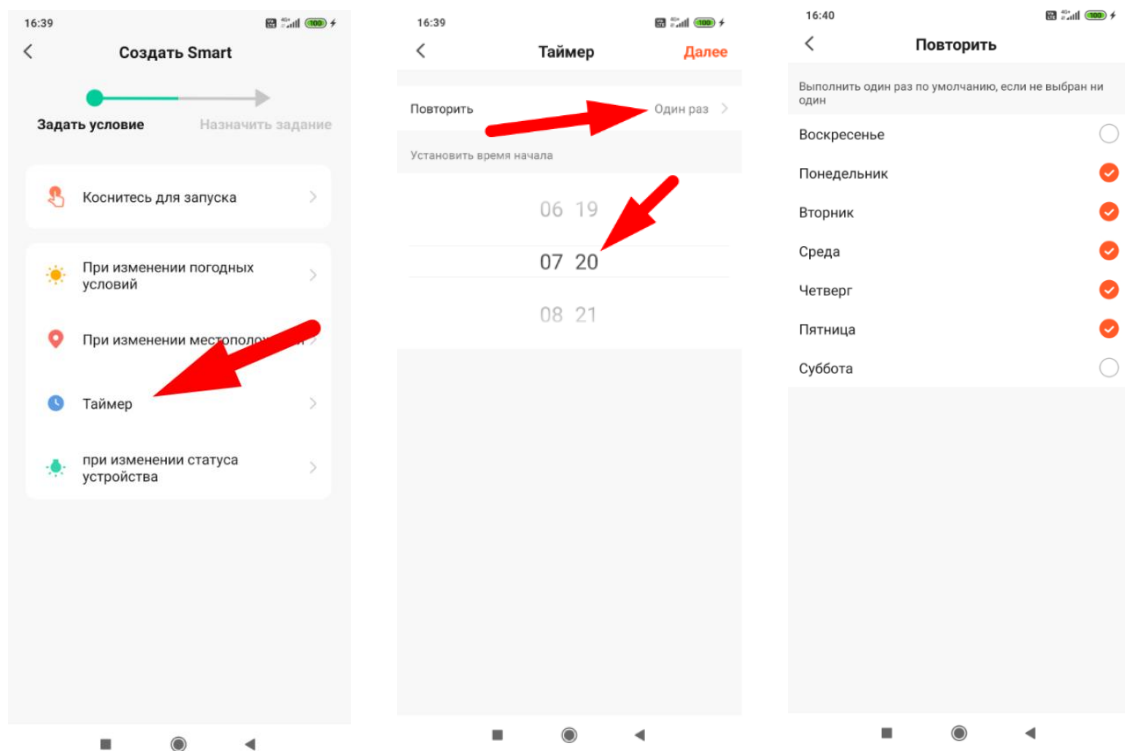 16:39
100
Создать Smart
Задать условие
Назначить задание
Коснитесь для запуска
При изменении погодных
условий
При изменении
Таймер
при изменении статуса
устройства
16:39
100
Таймер
Далее
Повторить
Один раз
Установить время начала
06 19
07 20
08 21
16:40
100
Повторить
Выполнить один раз по умолчанию, если не выбран ни
один
Воскресенье
Понедельник
Вторник
Среда
Четверг
Пятница
Суббота